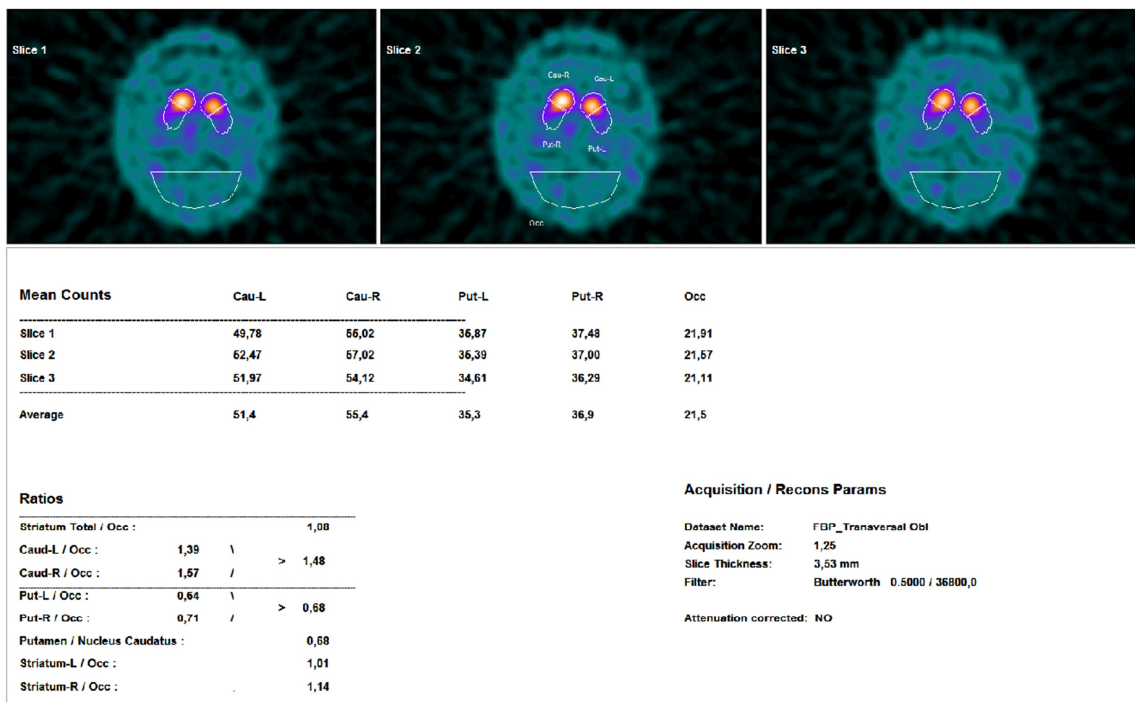 Slice 1
Slice 2
Slice 3
Cau-R Cau-L
Put-R Put-L
Occ
Mean Counts Cau-L Cau-R Put-L Put-R Occ
Slice 1 49,78 55,02 35,87 37,48 21,91
Slice 2 52,47 57,02 35,39 37,00 21,57
Slice 3 51,97 54,12 34,61 36,29 21,11
Average 51,4 55,4 35,3 36,9 21,5
Ratios
Striatum Total / Occ : 1,08
Caud-L / Occ : 1,39 \
> 1,48
Caud-R / Occ : 1,57 /
Put-L / Occ : 0,64 \
> 0,68
Put-R / Occ : 0,71 /
Putamen / Nucleus Caudatus : 0,68
Striatum-L / Occ : 1,01
Striatum-R / Occ : 1,14
Acquisition / Recons Params
Dataset Name: FBP_Transversal Obl
Acquisition Zoom: 1,25
Slice Thickness: 3,53 mm
Filter: Butterworth 0.5000 / 36800,0
Attenuation corrected: NO